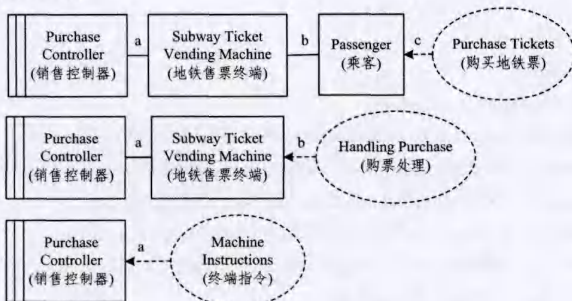 Purchase
Controller
(销售控制器)
a
Subway Ticket
Vending Machine
(地铁售票终端)
b
Passenger
(乘客)
c
Purchase Tickets
(购买地铁票)
Purchase
Controller
(销售控制器)
a
Subway Ticket
Vending Machine
(地铁售票终端)
b
Handling Purchase
(购票处理)
Purchase
Controller
(销售控制器)
a
Machine
Instructions
(终端指令)